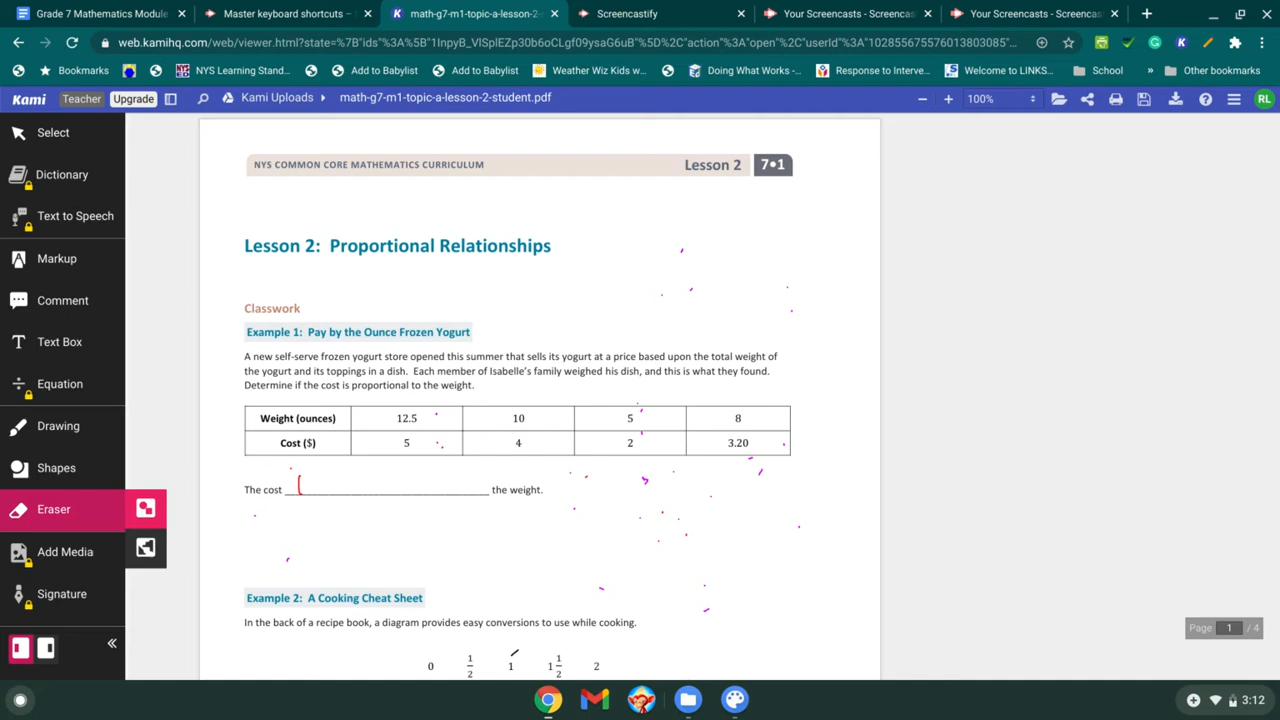 Grade 7 Mathematics Module
Master keyboard shortcuts –
math-g7-m1-topic-a-lesson-2-
Screencastify
Your Screencasts - Screencas
Your Screencasts - Screencas
web.kamihq.com/web/viewer.html?state=%7B"ids"%3A%5B"1InpyB_VlSplEZp30b6oCLgf09ysaG6uB"%5D%2C"action"%3A"open"%2C"userId"%3A"102855675576013803085"...
Bookmarks
NYS Learning Stand...
Add to Babylist
Add to Babylist
Weather Wiz Kids w...
Doing What Works -...
Response to Interve...
Welcome to LINKS...
School
»
Other bookmarks
Kami
Teacher
Upgrade
Kami Uploads
math-g7-m1-topic-a-lesson-2-student.pdf
100%
RL
Select
Dictionary
Text to Speech
Markup
Comment
Text Box
Equation
Drawing
Shapes
Eraser
Add Media
Signature
NYS COMMON CORE MATHEMATICS CURRICULUM
Lesson 2
7•1
Lesson 2: Proportional Relationships
Classwork
Example 1: Pay by the Ounce Frozen Yogurt
A new self-serve frozen yogurt store opened this summer that sells its yogurt at a price based upon the total weight of
the yogurt and its toppings in a dish. Each member of Isabelle's family weighed his dish, and this is what they found.
Determine if the cost is proportional to the weight.
Weight (ounces) 12.5 10 5 8
Cost ($) 5 4 2 3.20
The cost ______________________________ the weight.
Example 2: A Cooking Cheat Sheet
In the back of a recipe book, a diagram provides easy conversions to use while cooking.
0 1/2 1 1 1/2 2
Page 1 / 4
3:12